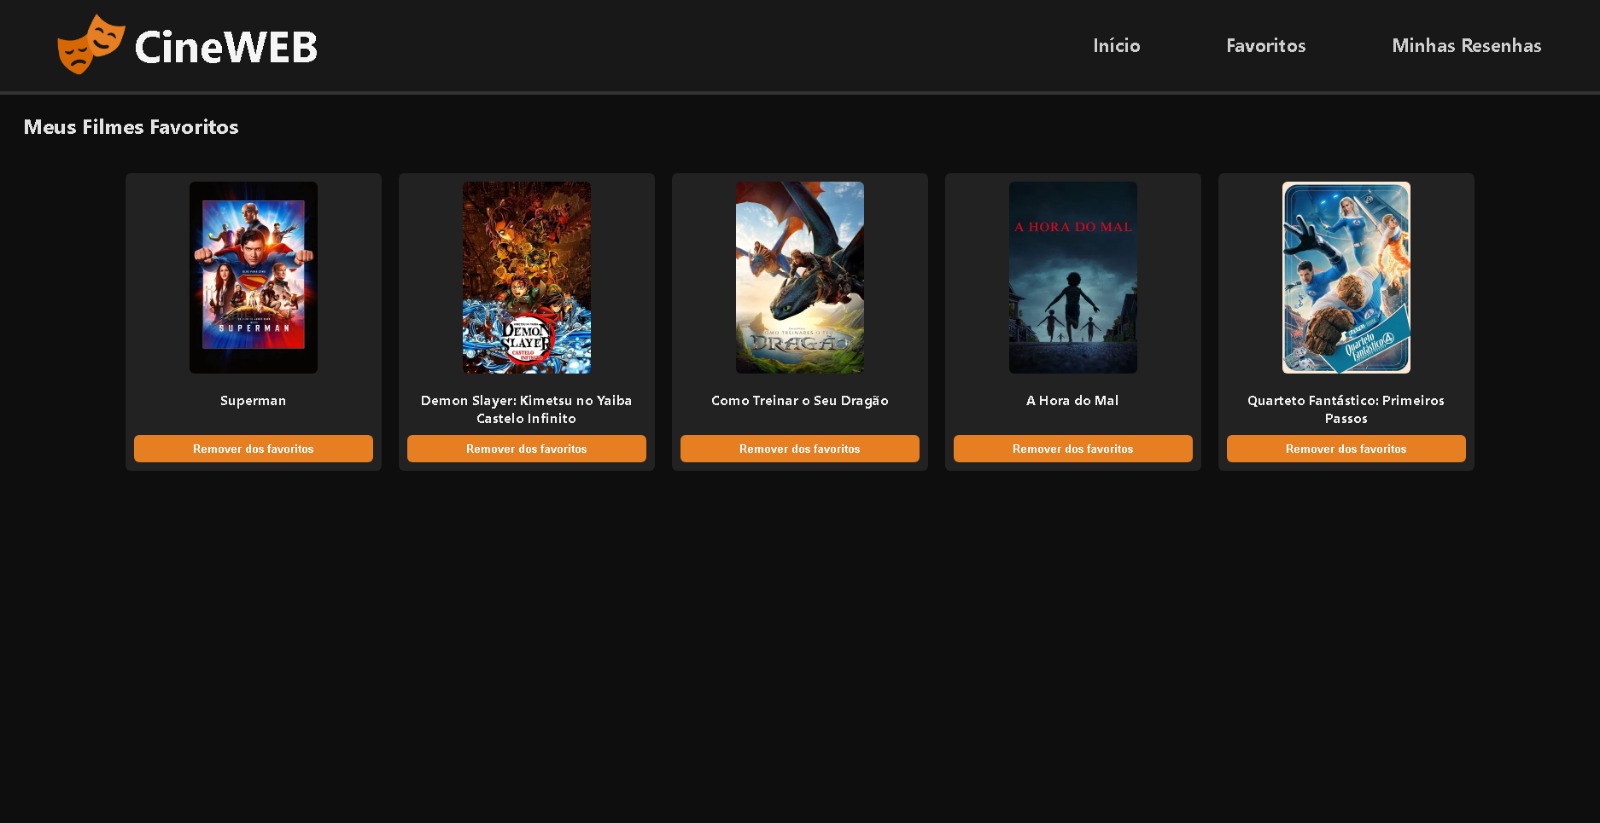 CineWEB
Início
Favoritos
Minhas Resenhas
Meus Filmes Favoritos
SUPERMAN
DEMON
SLAYER
CASTELO INFINITO
COMO TREINAR O SEU
DRAGÃO
A HORA DO MAL
Quarteto
Fantástico
Superman
Demon Slayer: Kimetsu no Yaiba
Castelo Infinito
Como Treinar o Seu Dragão
A Hora do Mal
Quarteto Fantástico: Primeiros
Passos
Remover dos favoritos
Remover dos favoritos
Remover dos favoritos
Remover dos favoritos
Remover dos favoritos